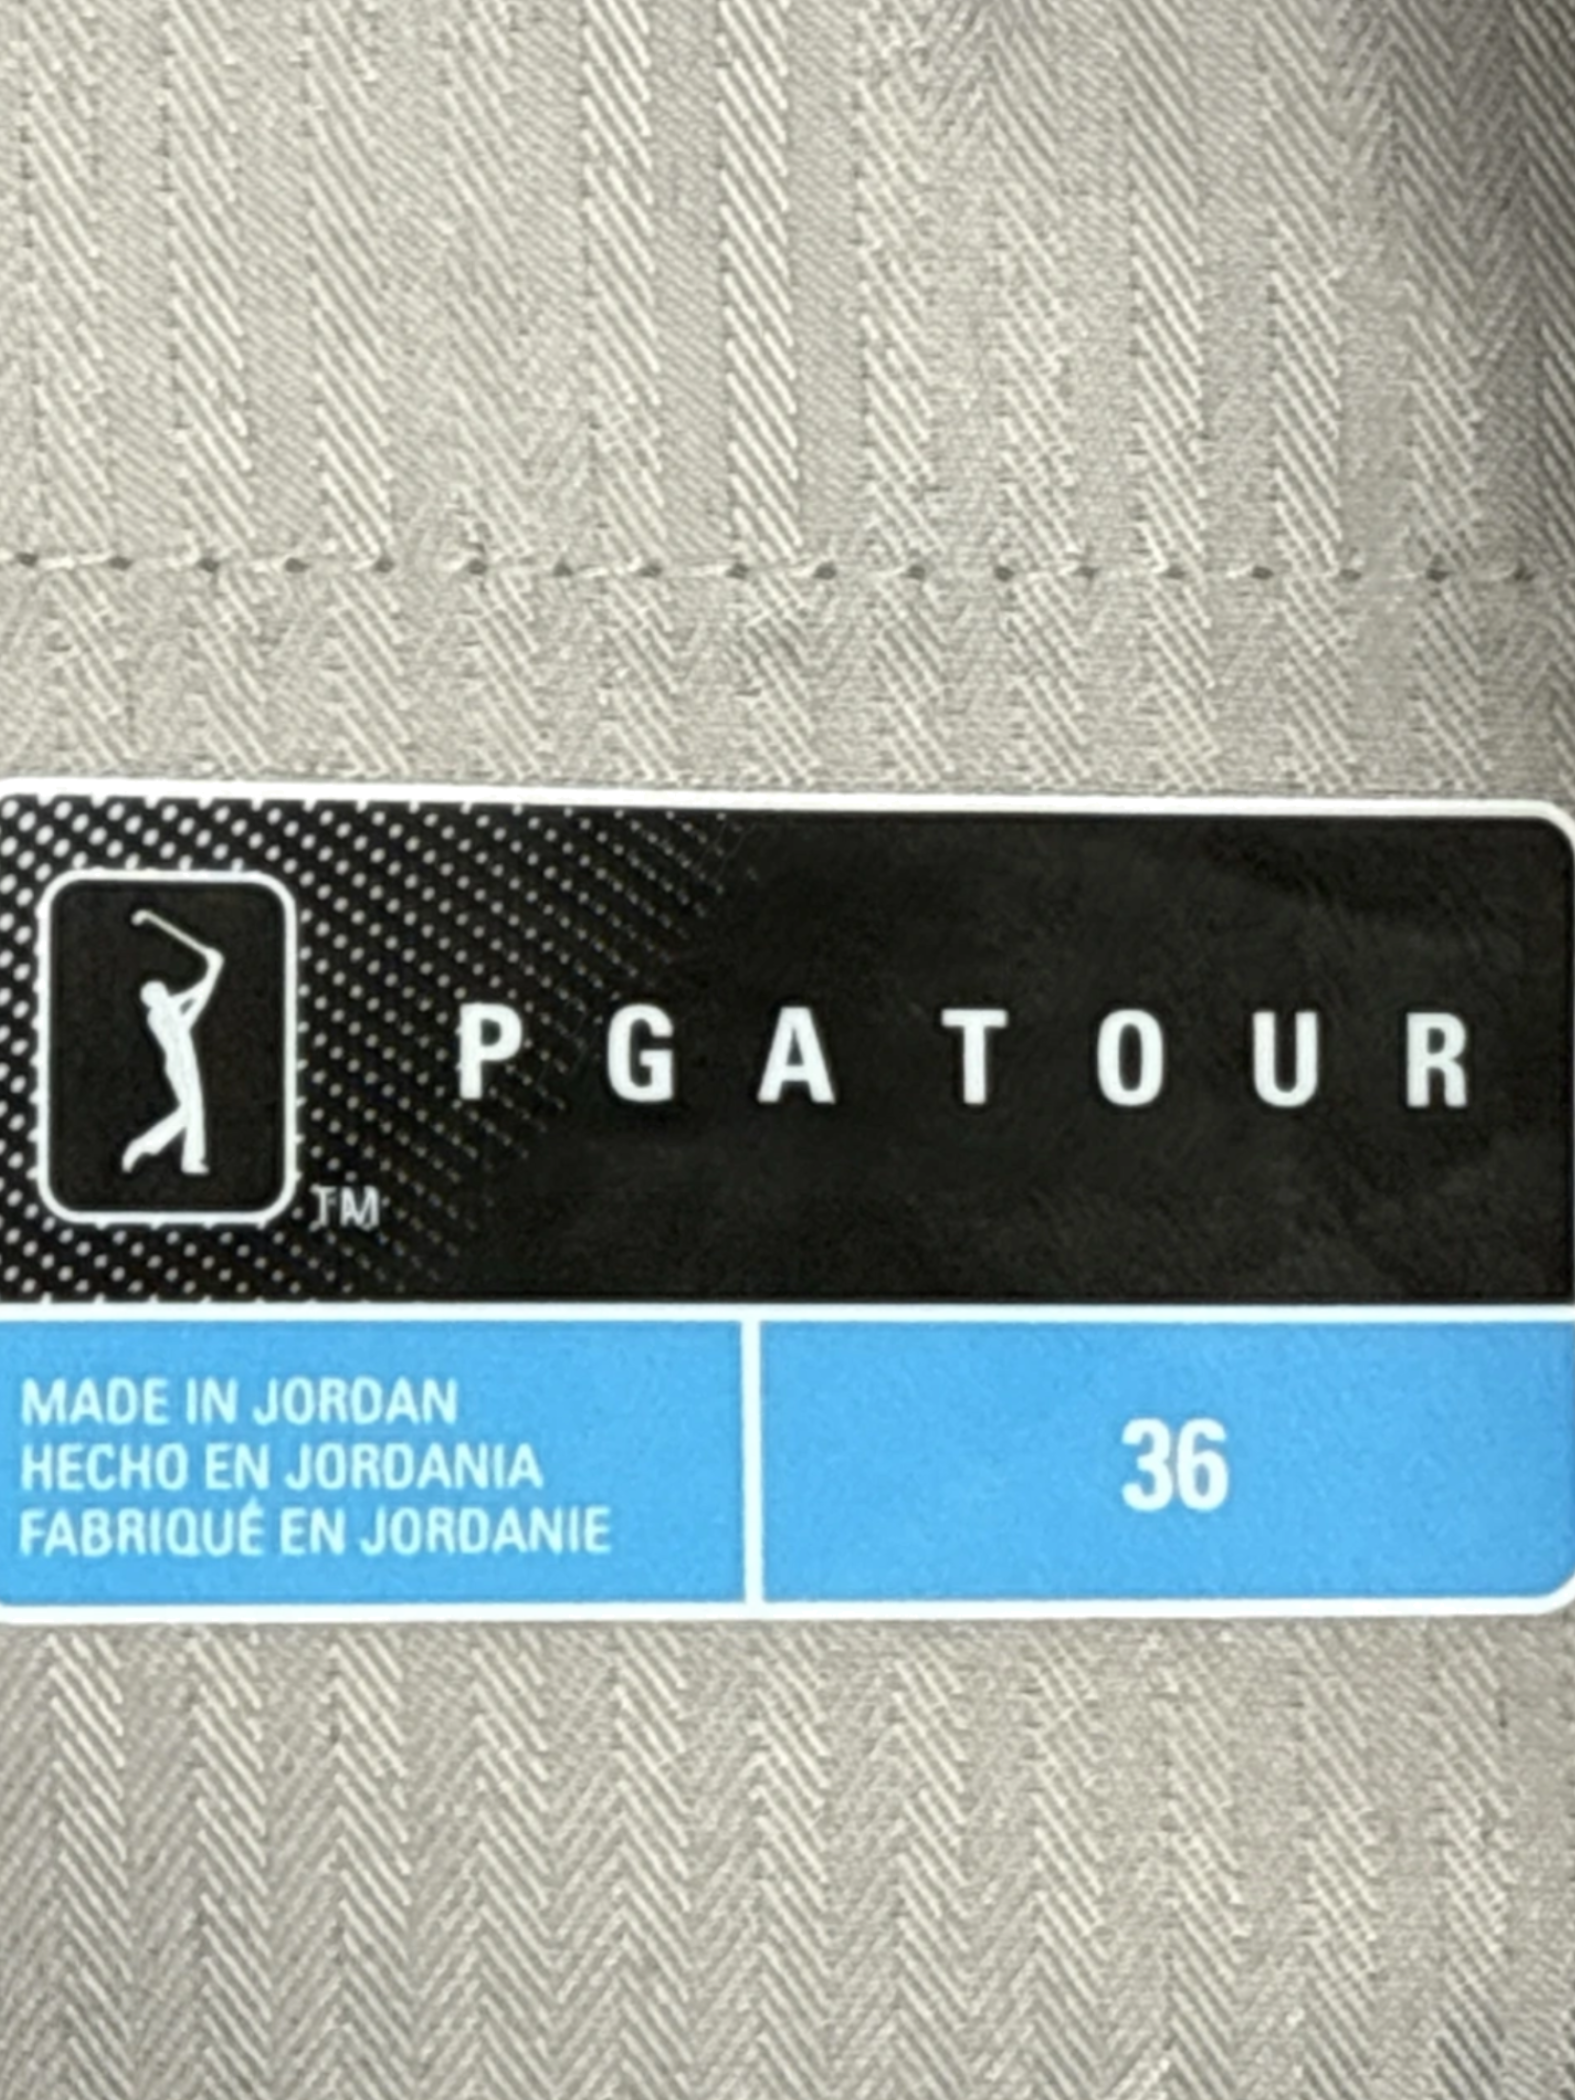 PGA TOUR
TM
MADE IN JORDAN
HECHO EN JORDANIA
FABRIQUÉ EN JORDANIE
36